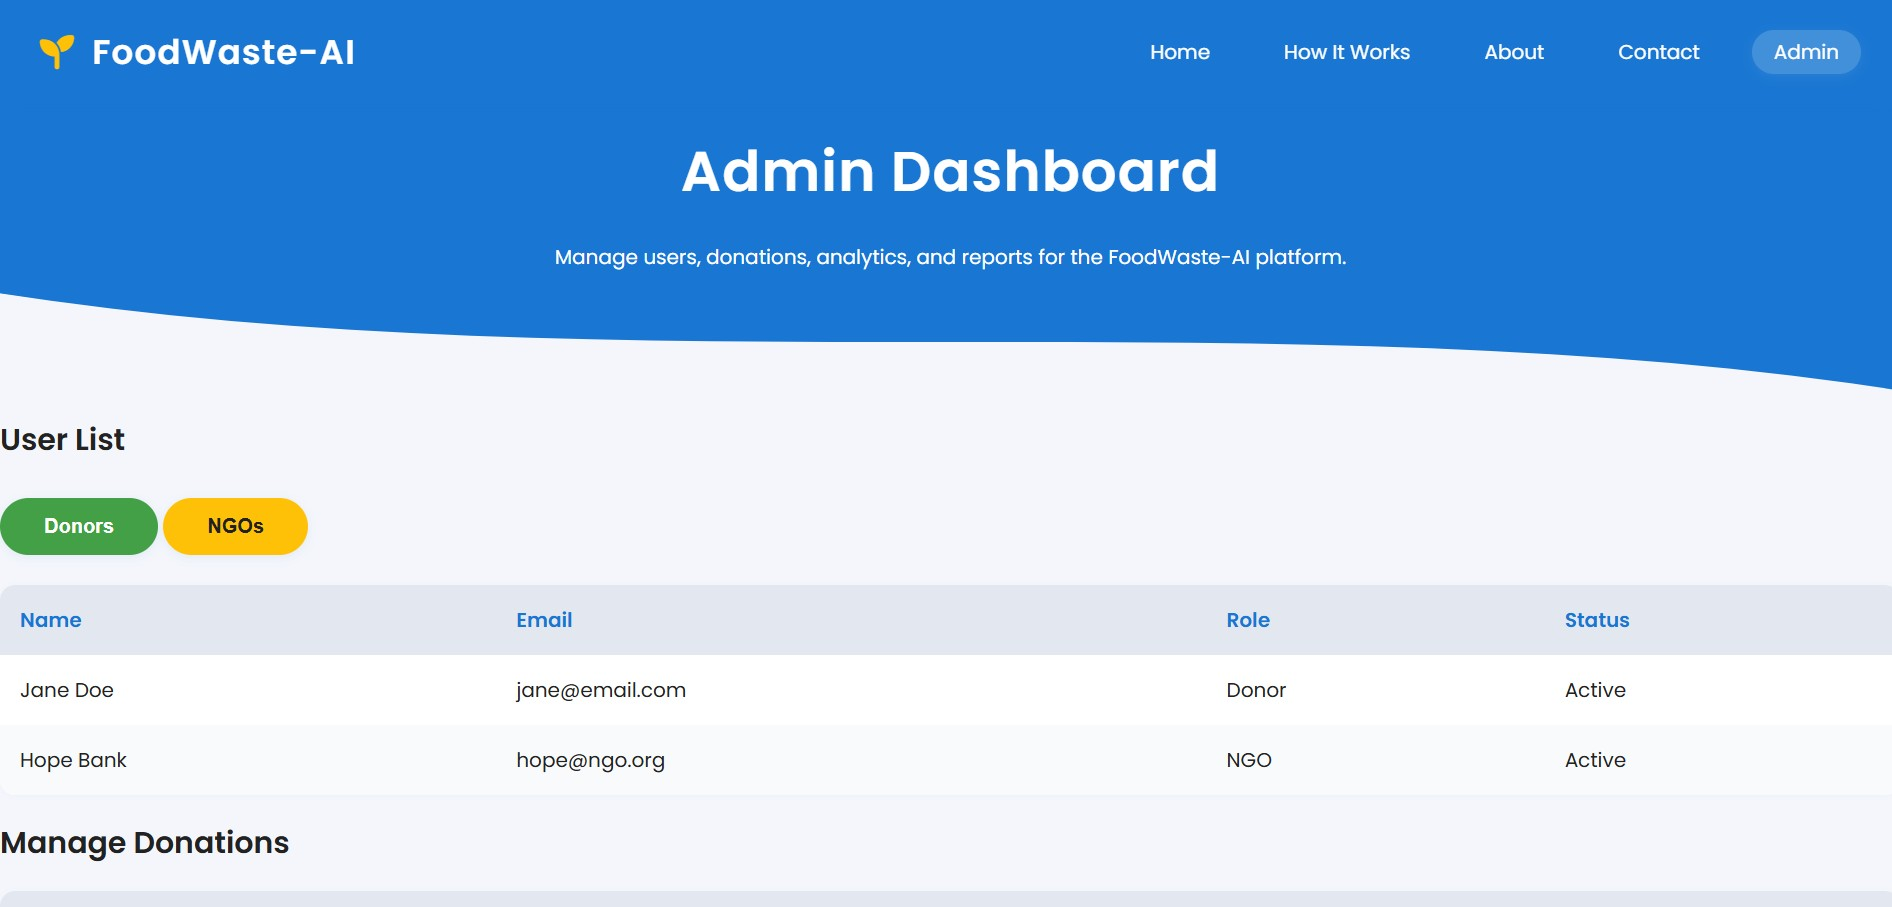 FoodWaste-AI
Home How It Works About Contact Admin
Admin Dashboard
Manage users, donations, analytics, and reports for the FoodWaste-AI platform.
User List
Donors NGOs
Name Email Role Status
Jane Doe jane@email.com Donor Active
Hope Bank hope@ngo.org NGO Active
Manage Donations